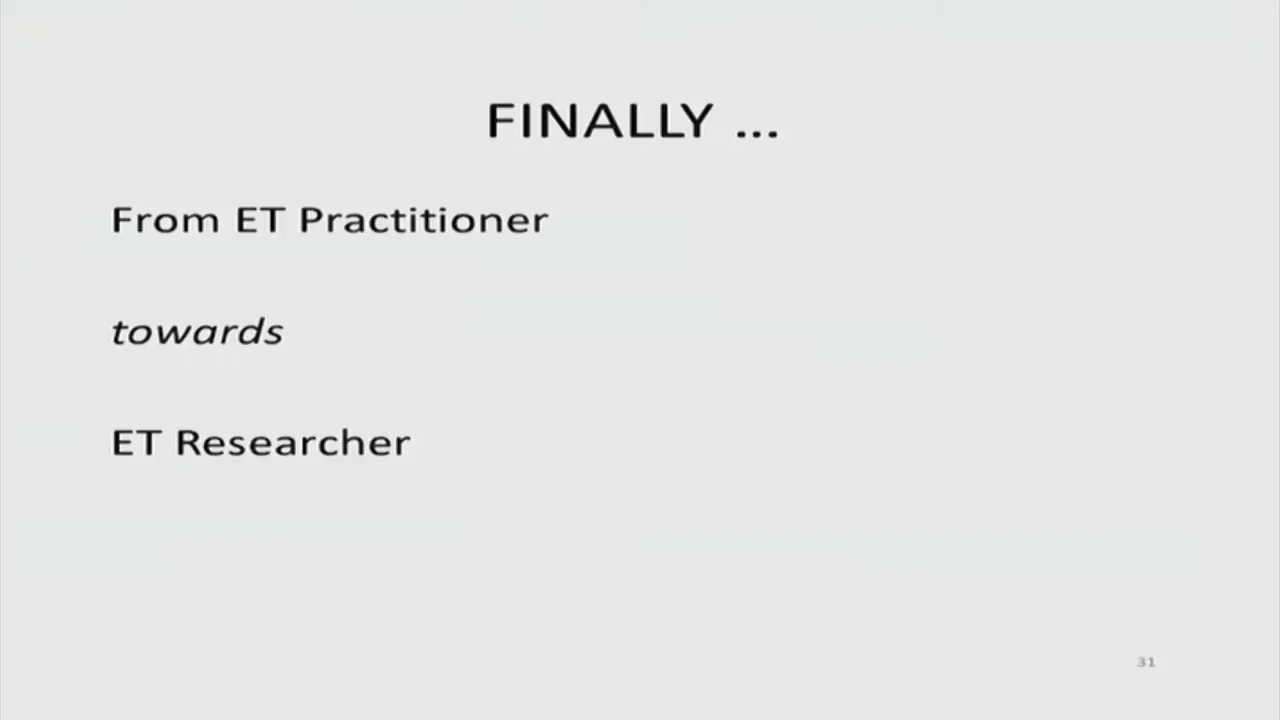 FINALLY ...
From ET Practitioner
towards
ET Researcher
31